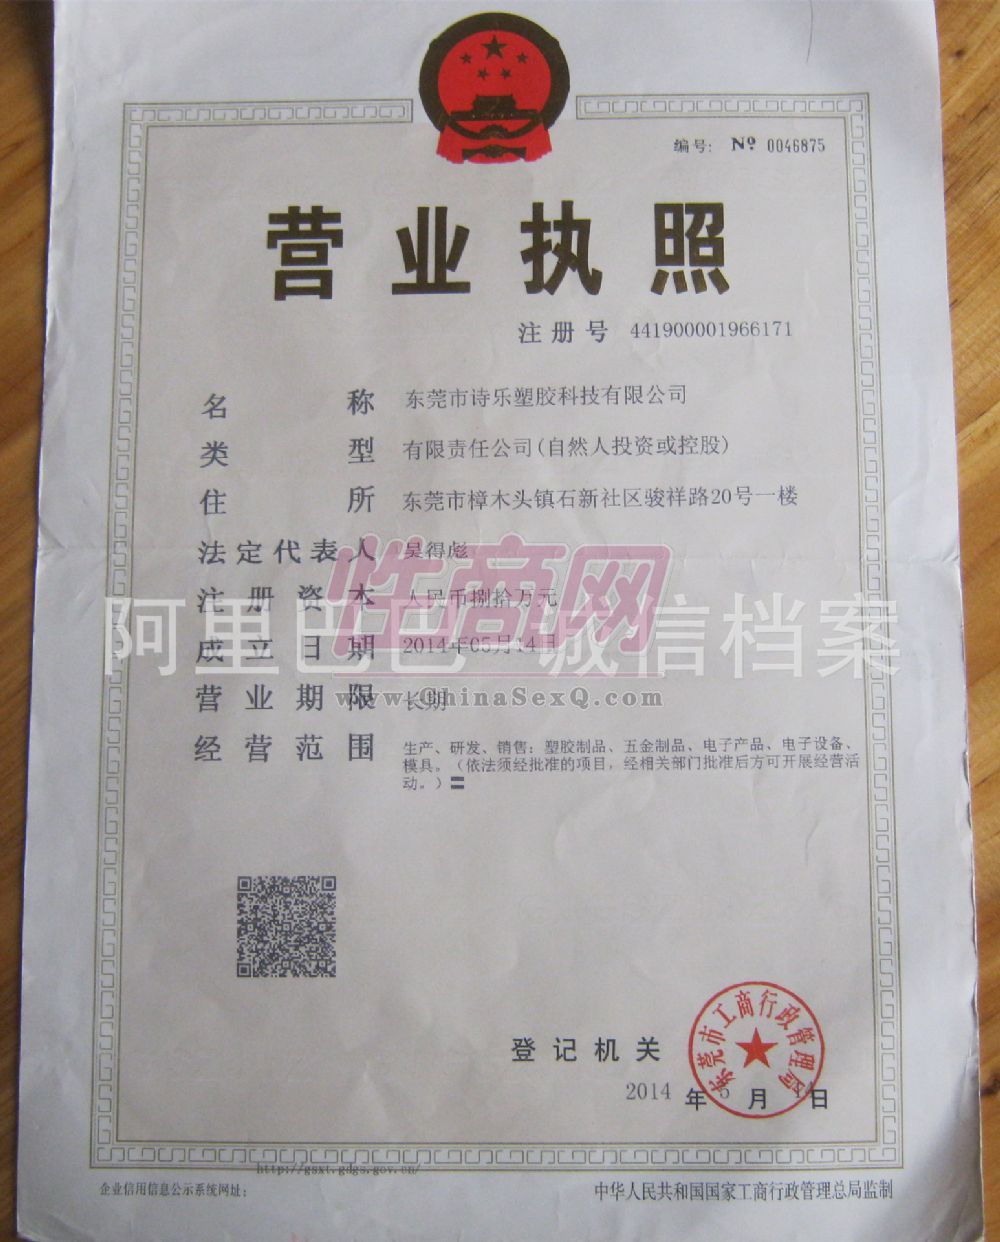 编号： Nº 0046875
营业执照
注册号 441900001966171
名称 东莞市诗乐塑胶科技有限公司
类型 有限责任公司(自然人投资或控股)
住所 东莞市樟木头镇石新社区骏祥路20号一楼
法定代表人 吴得彪
注册资本 人民币捌拾万元
成立日期 2014年05月14日
营业期限 长期
经营范围 生产、研发、销售：塑胶制品、五金制品、电子产品、电子设备、
模具。（依法须经批准的项目，经相关部门批准后方可开展经营活
动。）
性商网
阿里巴巴 诚信档案
www.ChinaSexQ.com
登记机关
东莞市工商行政管理局
2014 年 5 月 14 日
http://gsxt.gdgs.gov.cn/
企业信用信息公示系统网址：
中华人民共和国国家工商行政管理总局监制